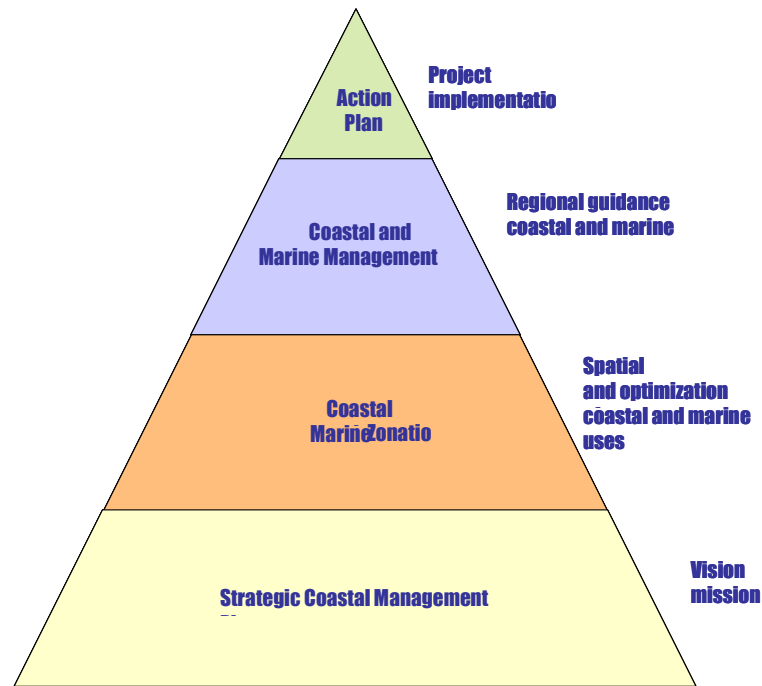 Action
Plan
Project
implementatio
Coastal and
Marine Management
Regional guidance
coastal and marine
Coastal
Marine Zonatio
Spatial
and optimization
coastal and marine
uses
Strategic Coastal Management
Vision
mission